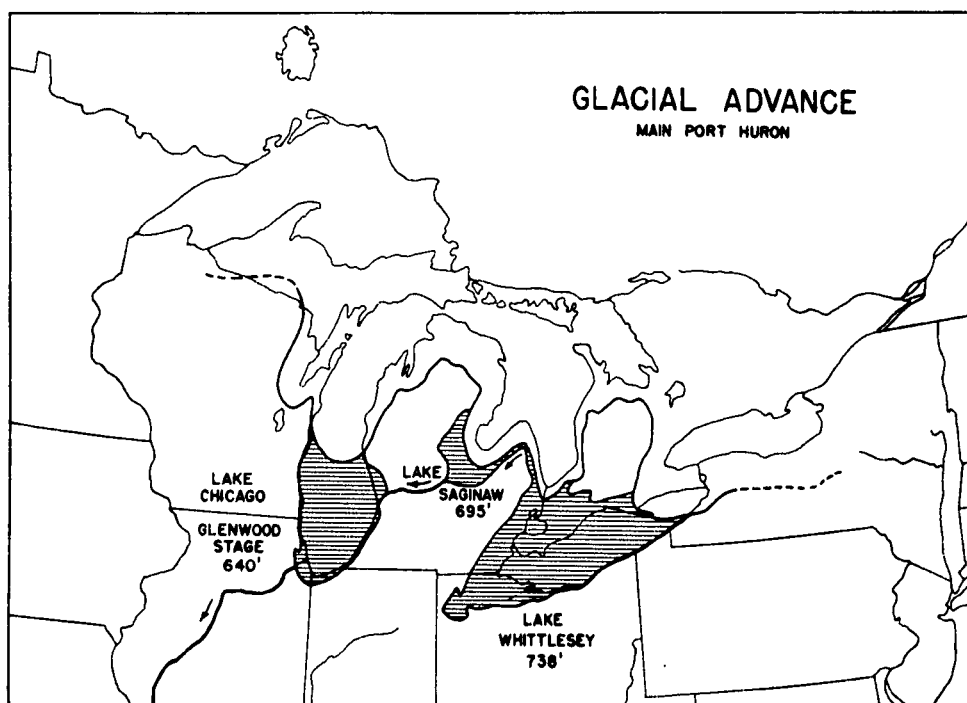 GLACIAL ADVANCE
MAIN PORT HURON
LAKE
CHICAGO
GLENWOOD
STAGE
640'
LAKE
SAGINAW
695'
LAKE
WHITTLESEY
738'